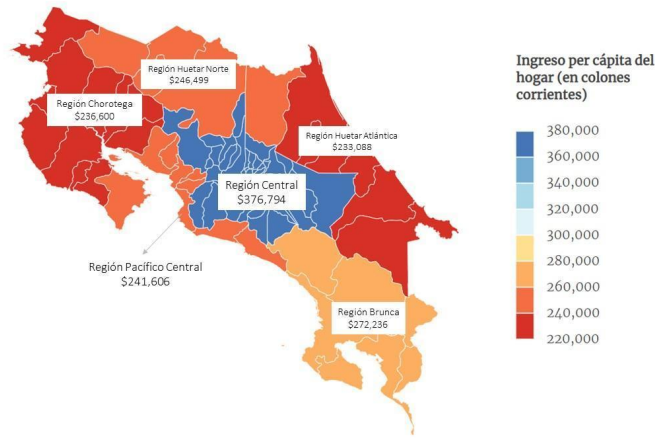 Región Huetar Norte
$246,499
Región Chorotega
$236,600
Región Huetar Atlántica
$233,088
Región Central
$376,794
Región Pacífico Central
$241,606
Región Brunca
$272,236
Ingreso per cápita del
hogar (en colones
corrientes)
380,000
360,000
340,000
320,000
300,000
280,000
260,000
240,000
220,000